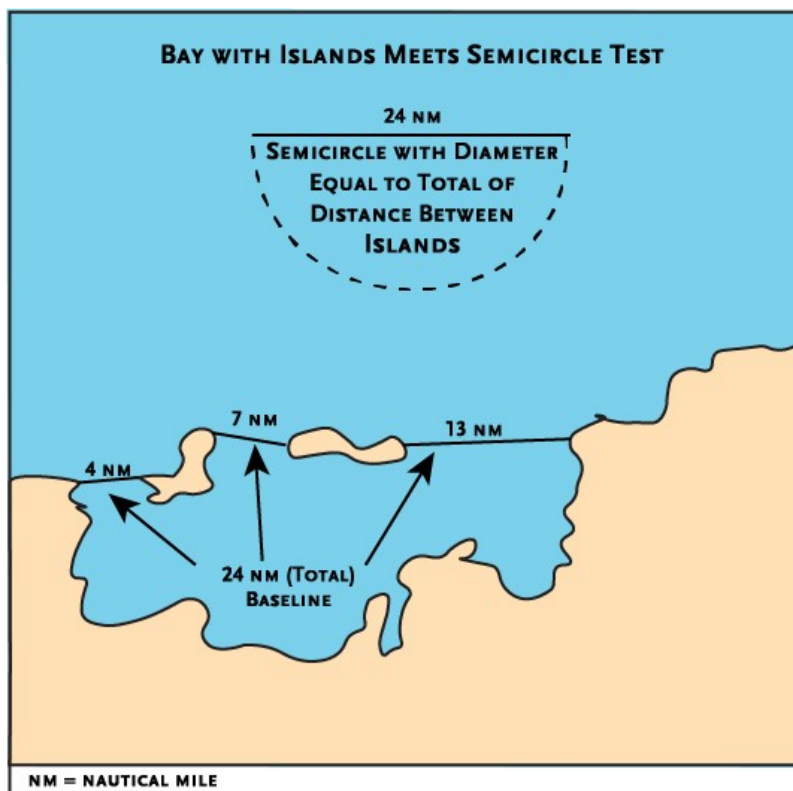 Bay with Islands Meets Semicircle Test
24 nm
Semicircle with Diameter
Equal to Total of
Distance Between
Islands
7 nm
13 nm
4 nm
24 nm (Total)
Baseline
nm = nautical mile